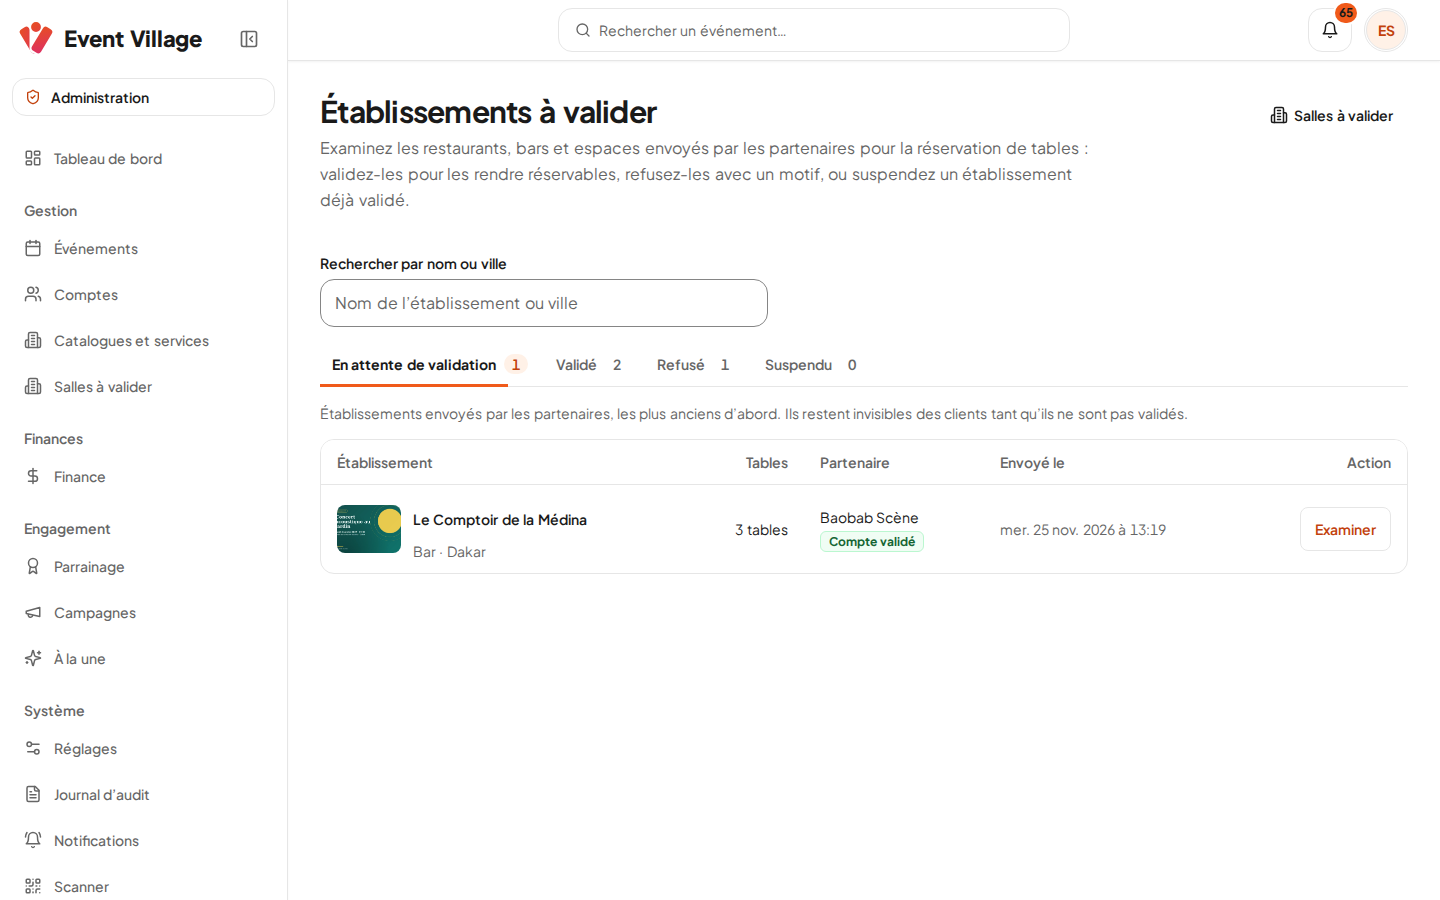 Event Village
Rechercher un événement…
65
ES
Administration
Tableau de bord
Gestion
Événements
Comptes
Catalogues et services
Salles à valider
Finances
Finance
Engagement
Parrainage
Campagnes
À la une
Système
Réglages
Journal d’audit
Notifications
Scanner
Établissements à valider
Salles à valider
Examinez les restaurants, bars et espaces envoyés par les partenaires pour la réservation de tables :
validez-les pour les rendre réservables, refusez-les avec un motif, ou suspendez un établissement
déjà validé.
Rechercher par nom ou ville
Nom de l’établissement ou ville
En attente de validation 1 Validé 2 Refusé 1 Suspendu 0
Établissements envoyés par les partenaires, les plus anciens d’abord. Ils restent invisibles des clients tant qu’ils ne sont pas validés.
Établissement Tables Partenaire Envoyé le Action
Le Comptoir de la Médina
Bar · Dakar
3 tables
Baobab Scène
Compte validé
mer. 25 nov. 2026 à 13:19
Examiner